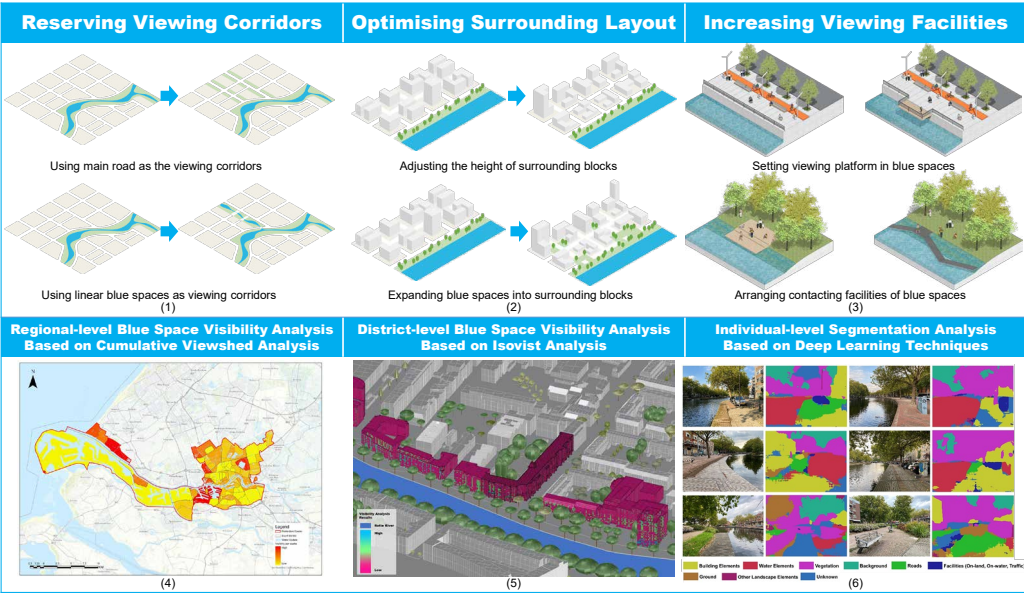 Reserving Viewing Corridors
Optimising Surrounding Layout
Increasing Viewing Facilities
Using main road as the viewing corridors
Adjusting the height of surrounding blocks
Setting viewing platform in blue spaces
Using linear blue spaces as viewing corridors
Expanding blue spaces into surrounding blocks
Arranging contacting facilities of blue spaces
(1)
(2)
(3)
Regional-level Blue Space Visibility Analysis
Based on Cumulative Viewshed Analysis
District-level Blue Space Visibility Analysis
Based on Isovist Analysis
Individual-level Segmentation Analysis
Based on Deep Learning Techniques
N
Legend
Visibility Analysis
Results
High
Low
Building Elements
Water Elements
Vegetation
Background
Roads
Facilities (On-land, On-water, Traffic)
Ground
Other Landscape Elements
Unknown
(4)
(5)
(6)